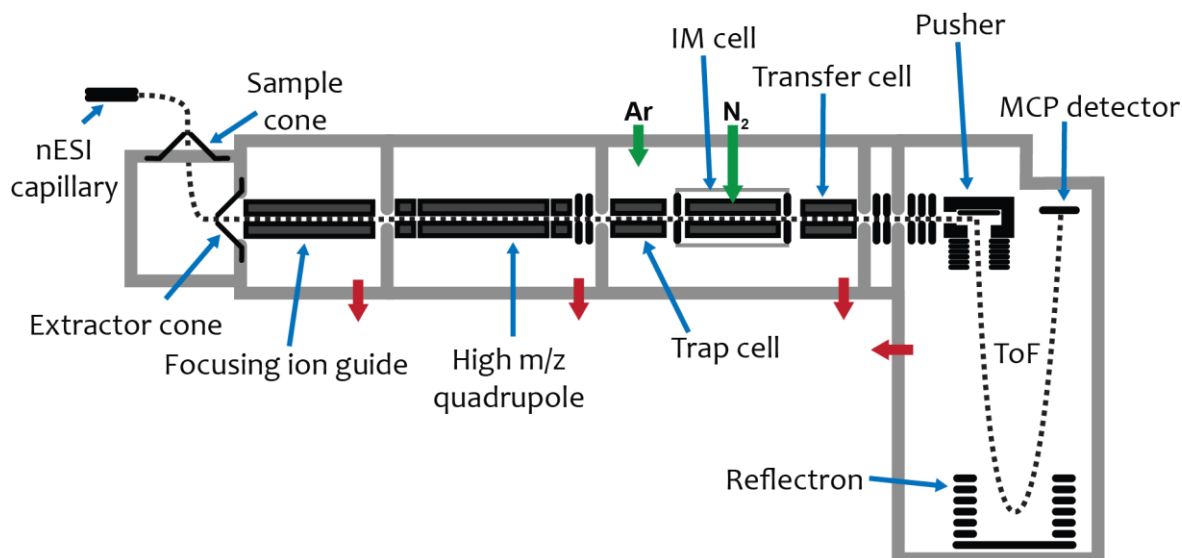 Pusher
IM cell
Transfer cell
Sample
cone
MCP detector
Ar
N₂
nESI
capillary
Extractor cone
Focusing ion guide
High m/z
quadrupole
Trap cell
ToF
Reflectron